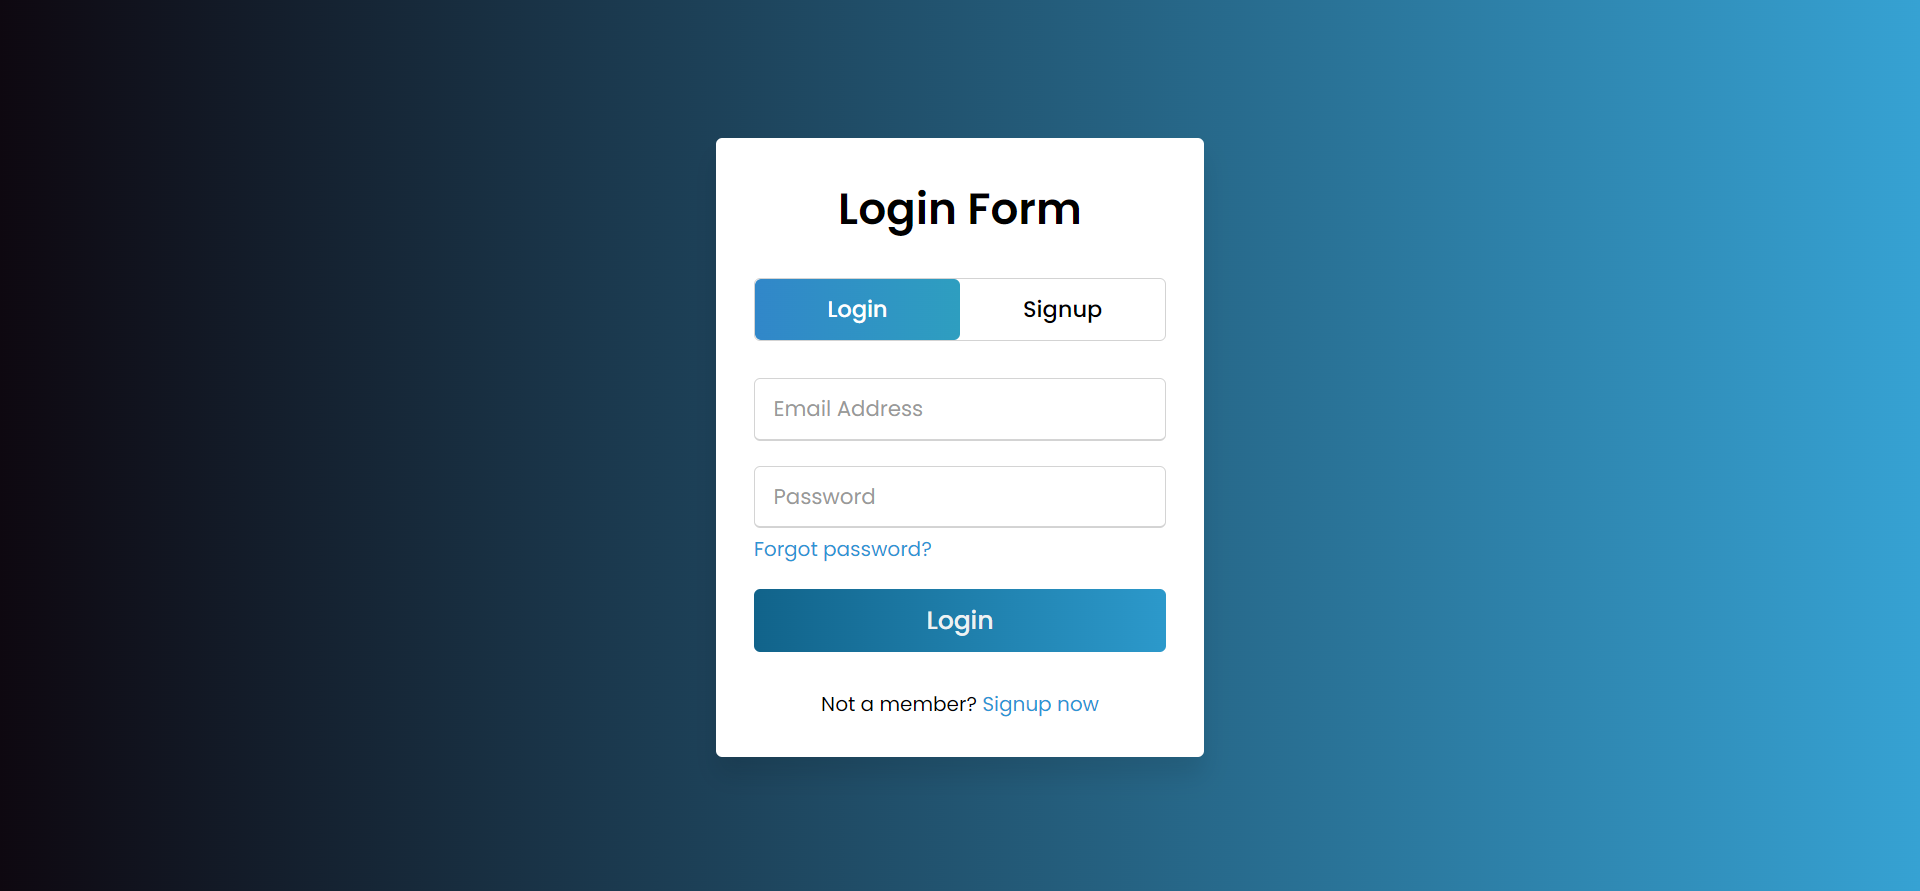 Login Form
Login Signup
Email Address
Password
Forgot password?
Login
Not a member? Signup now